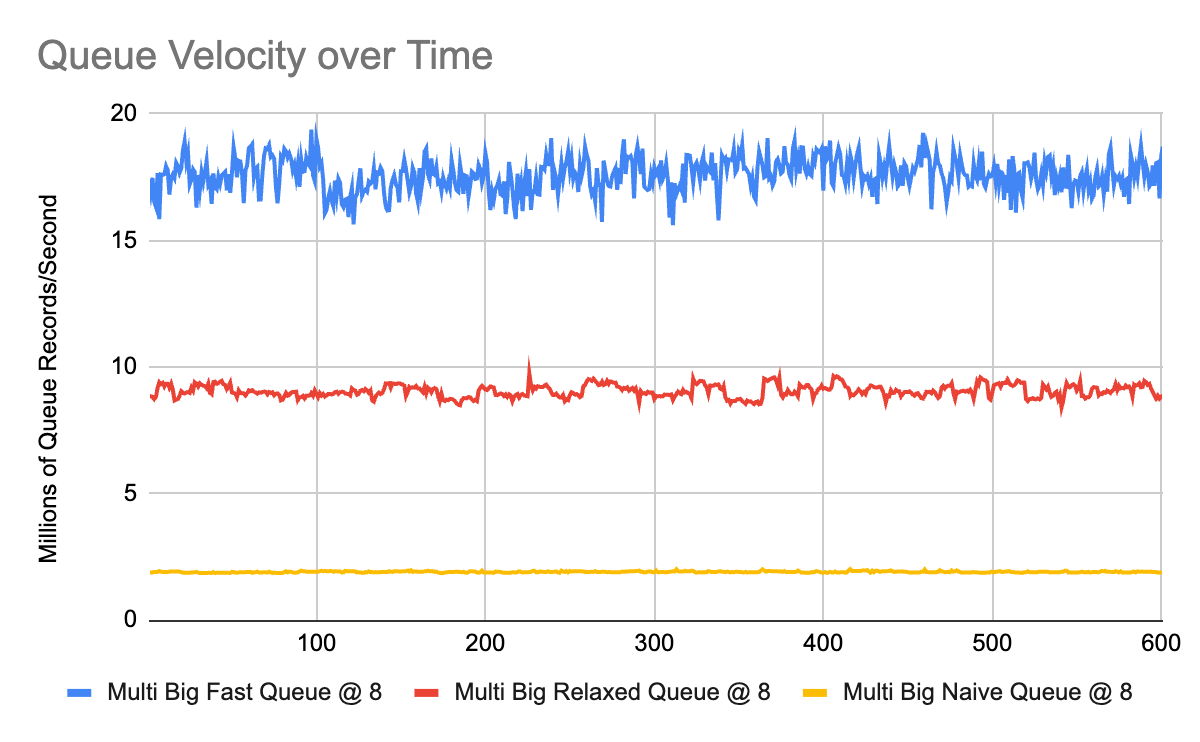 Queue Velocity over Time
Millions of Queue Records/Second
20
15
10
5
0
100 200 300 400 500 600
Multi Big Fast Queue @ 8 Multi Big Relaxed Queue @ 8 Multi Big Naive Queue @ 8